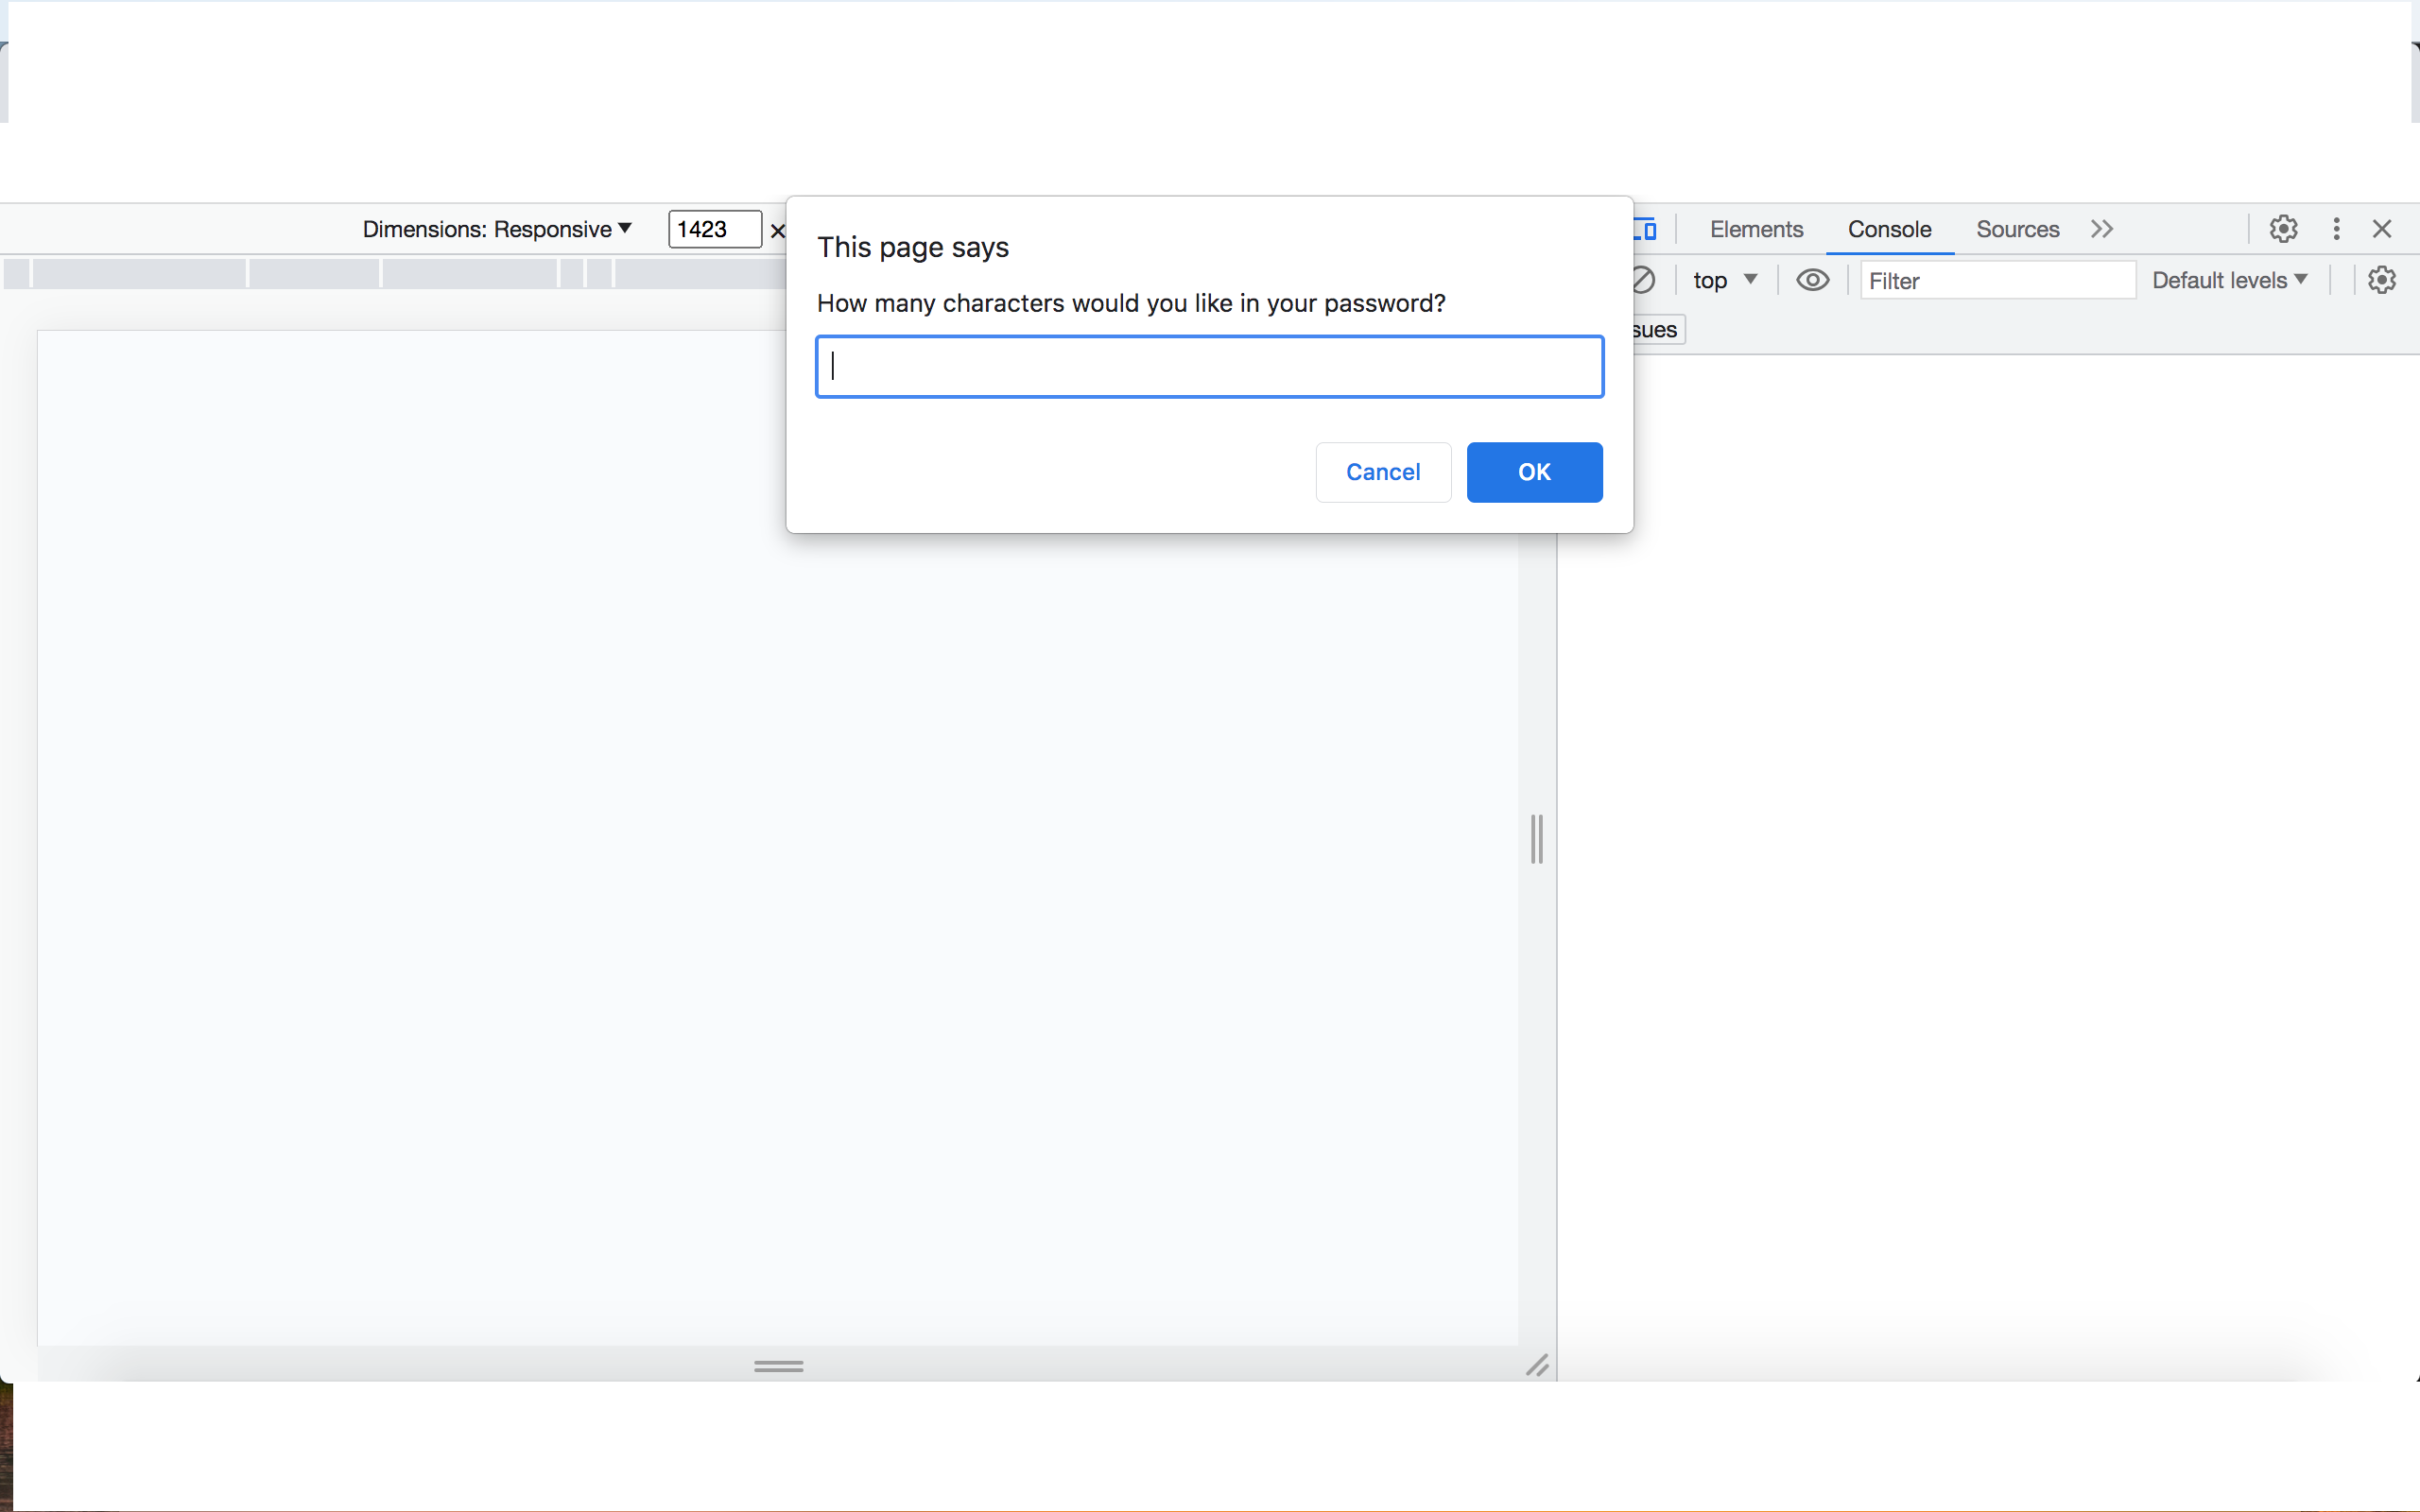 Dimensions: Responsive ▼ 1423 ×
This page says
How many characters would you like in your password?
Cancel OK
Elements Console Sources
top ▼ Filter Default levels ▼
sues